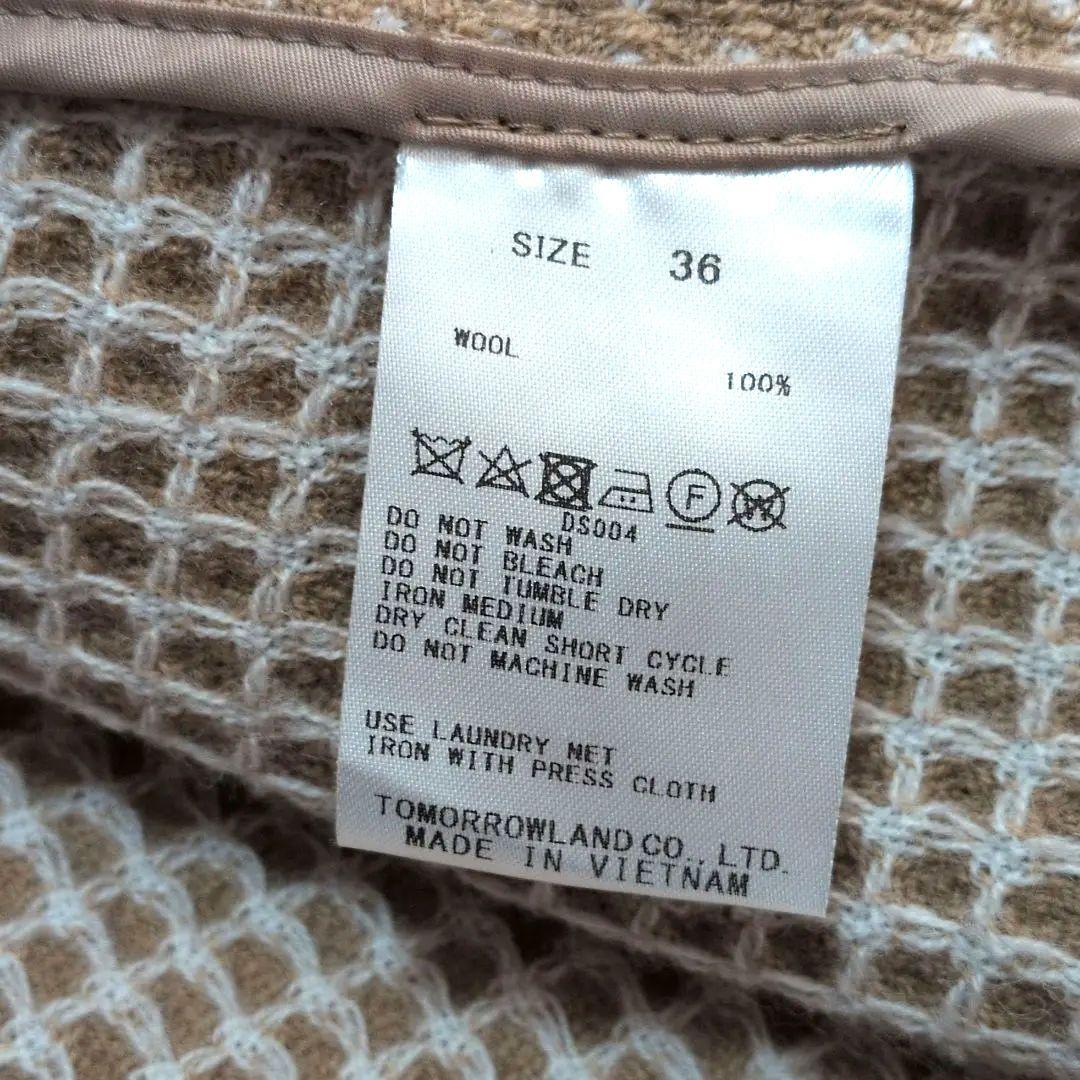 SIZE 36
WOOL
100%
F W
DS004
DO NOT WASH
DO NOT BLEACH
DO NOT TUMBLE DRY
IRON MEDIUM
DRY CLEAN SHORT CYCLE
DO NOT MACHINE WASH
USE LAUNDRY NET
IRON WITH PRESS CLOTH
TOMORROWLAND CO., LTD.
MADE IN VIETNAM